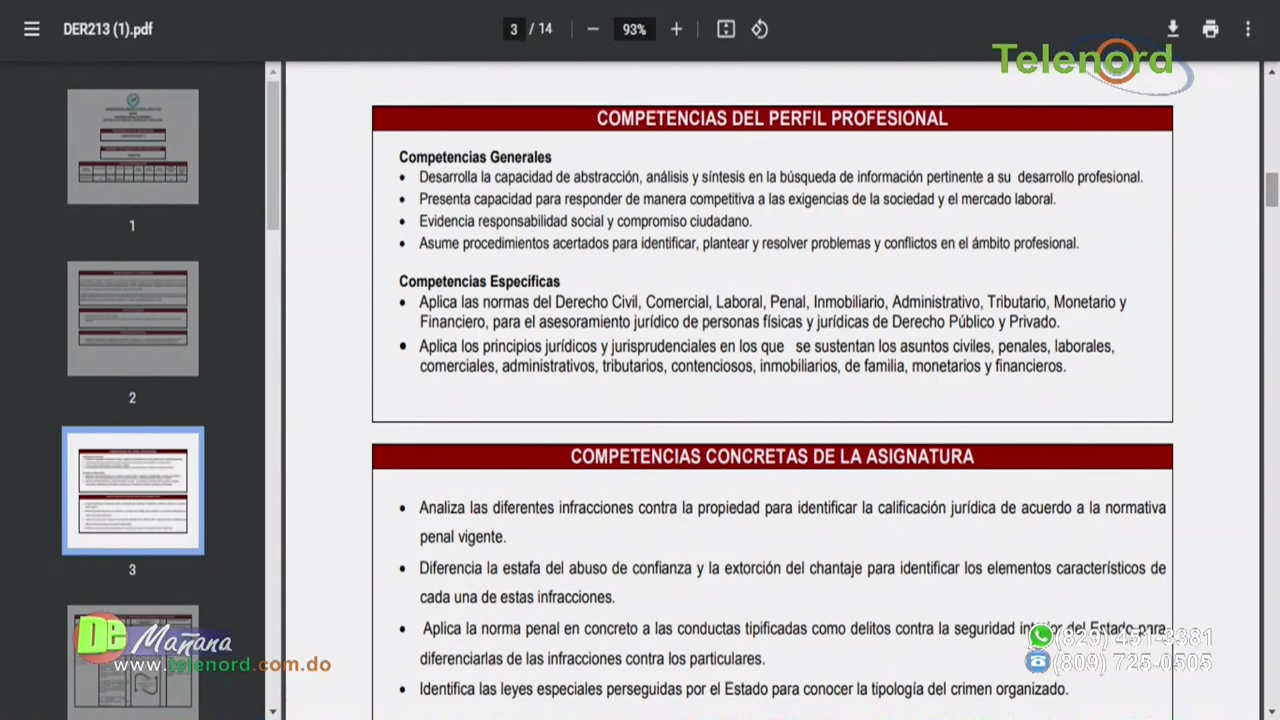 DER213 (1).pdf
3 / 14
93%
Telenord
COMPETENCIAS DEL PERFIL PROFESIONAL
Competencias Generales
• Desarrolla la capacidad de abstracción, análisis y síntesis en la búsqueda de información pertinente a su desarrollo profesional.
• Presenta capacidad para responder de manera competitiva a las exigencias de la sociedad y el mercado laboral.
• Evidencia responsabilidad social y compromiso ciudadano.
• Asume procedimientos acertados para identificar, plantear y resolver problemas y conflictos en el ámbito profesional.
Competencias Específicas
• Aplica las normas del Derecho Civil, Comercial, Laboral, Penal, Inmobiliario, Administrativo, Tributario, Monetario y
Financiero, para el asesoramiento jurídico de personas físicas y jurídicas de Derecho Público y Privado.
• Aplica los principios jurídicos y jurisprudenciales en los que se sustentan los asuntos civiles, penales, laborales,
comerciales, administrativos, tributarios, contenciosos, inmobiliarios, de familia, monetarios y financieros.
COMPETENCIAS CONCRETAS DE LA ASIGNATURA
• Analiza las diferentes infracciones contra la propiedad para identificar la calificación jurídica de acuerdo a la normativa
penal vigente.
• Diferencia la estafa del abuso de confianza y la extorción del chantaje para identificar los elementos característicos de
cada una de estas infracciones.
• Aplica la norma penal en concreto a las conductas tipificadas como delitos contra la seguridad interior del Estado para
diferenciarlas de las infracciones contra los particulares.
• Identifica las leyes especiales perseguidas por el Estado para conocer la tipología del crimen organizado.
1
2
3
De Mañana
www.telenord.com.do
(829) 451-3381
(809) 725-0505